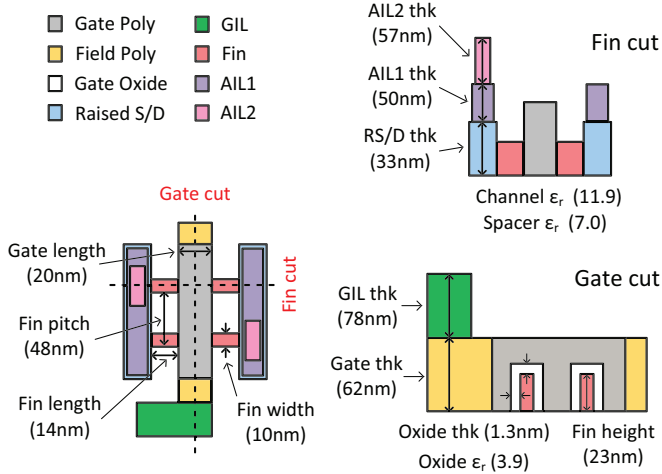 Gate Poly
GIL
Field Poly
Fin
Gate Oxide
AIL1
Raised S/D
AIL2
AIL2 thk
(57nm)
Fin cut
AIL1 thk
(50nm)
RS/D thk
(33nm)
Channel εr (11.9)
Spacer εr (7.0)
Gate cut
Gate length
(20nm)
Fin cut
Fin pitch
(48nm)
Fin length
(14nm)
Fin width
(10nm)
Gate cut
GIL thk
(78nm)
Gate thk
(62nm)
Oxide thk (1.3nm)
Oxide εr (3.9)
Fin height
(23nm)